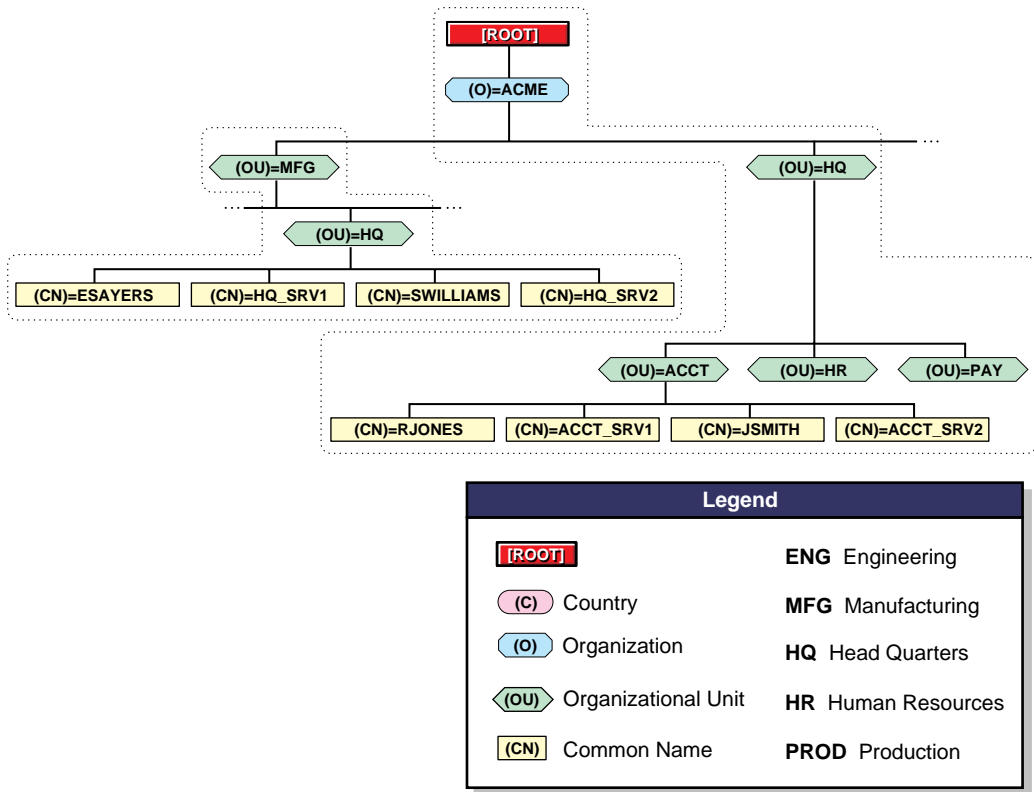 [ROOT]
(O)=ACME
...
(OU)=MFG
(OU)=HQ
...
...
(OU)=HQ
(CN)=ESAYERS
(CN)=HQ_SRV1
(CN)=SWILLIAMS
(CN)=HQ_SRV2
(OU)=ACCT
(OU)=HR
(OU)=PAY
(CN)=RJONES
(CN)=ACCT_SRV1
(CN)=JSMITH
(CN)=ACCT_SRV2
Legend
[ROOT]
(C) Country
(O) Organization
(OU) Organizational Unit
(CN) Common Name
ENG Engineering
MFG Manufacturing
HQ Head Quarters
HR Human Resources
PROD Production